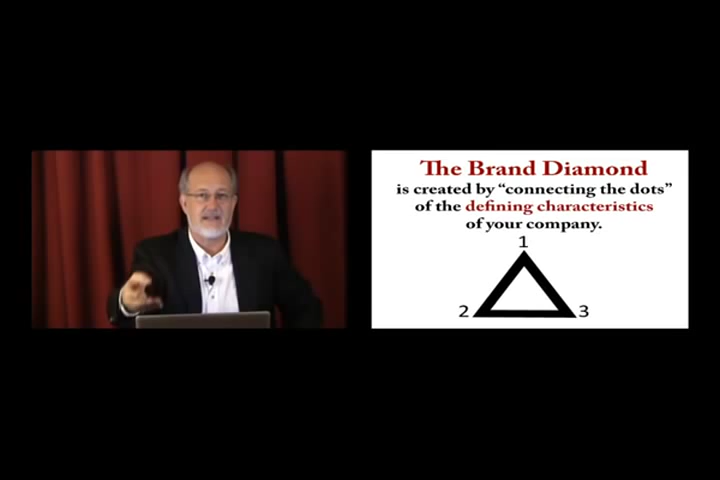 The Brand Diamond
is created by “connecting the dots”
of the defining characteristics
of your company.
1
2
3